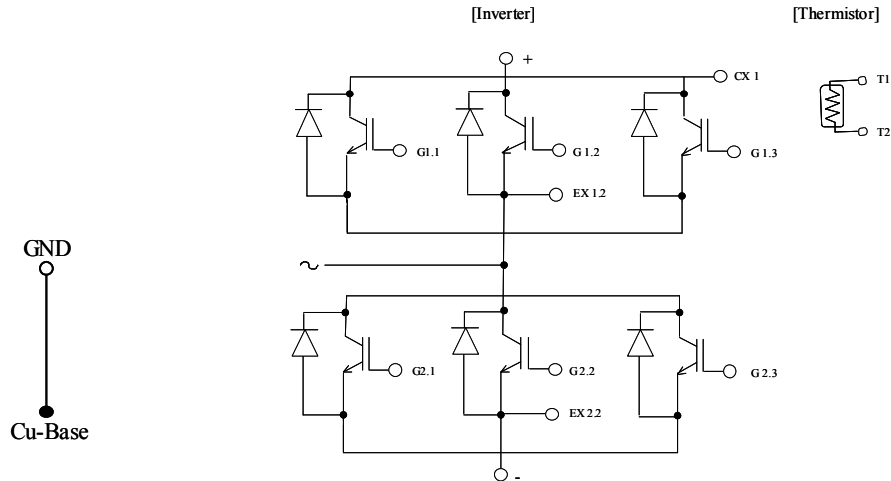 [Inverter]
[Thermistor]
+
CX 1
T1
T2
G1.1
G 1.2
G 1.3
EX 1.2
GND
~
G2.1
G2.2
G 2.3
EX 2.2
Cu-Base
-